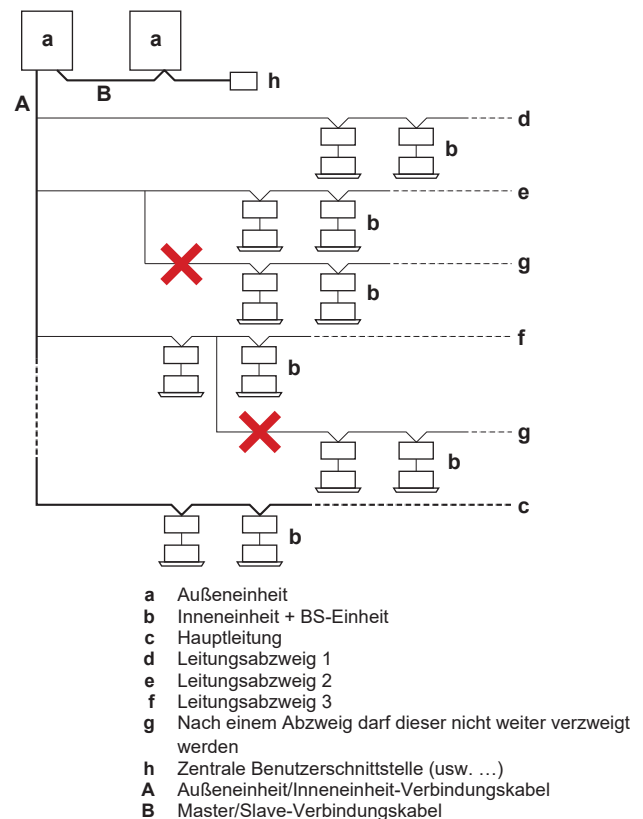 a a
h
B
A
d
b
e
b
g
b
f
b
g
b
c
b
a Außeneinheit
b Inneneinheit + BS-Einheit
c Hauptleitung
d Leitungsabzweig 1
e Leitungsabzweig 2
f Leitungsabzweig 3
g Nach einem Abzweig darf dieser nicht weiter verzweigt
werden
h Zentrale Benutzerschnittstelle (usw. …)
A Außeneinheit/Inneneinheit-Verbindungskabel
B Master/Slave-Verbindungskabel